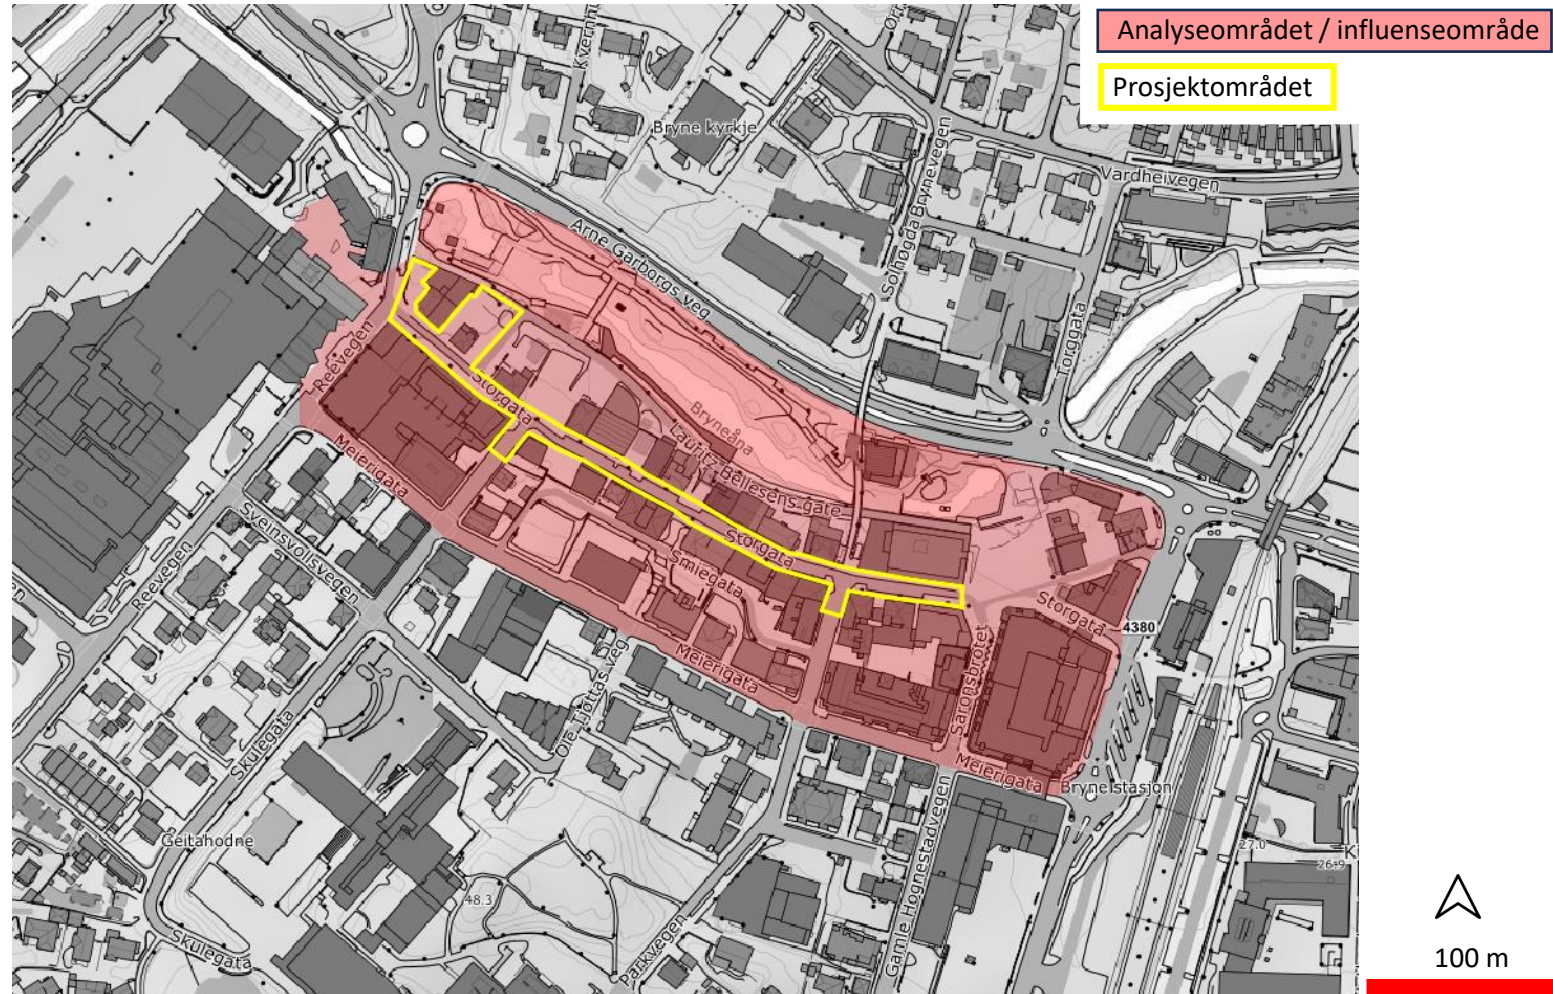 Analyseområdet / influenseområde
Prosjektområdet
Bryne kyrkje
Vardheivegen
Solhøgda
Brynevegen
Arne Garborgs veg
Torggata
Reevegen
Storgata
Bryneåna
Lauritz Bellesens gate
Meierigata
Sveinsvollsvegen
Reevegen
Storgata
Smiegata
Storgata
4380
Meierigata
Saronsbrotet
Ole Tjøttas veg
Skulegata
Meierigata
Bryne stasjon
Geitahodne
27.0
26.9
48.3
Gamle Hognestadvegen
Parkvegen
Skulegata
100 m